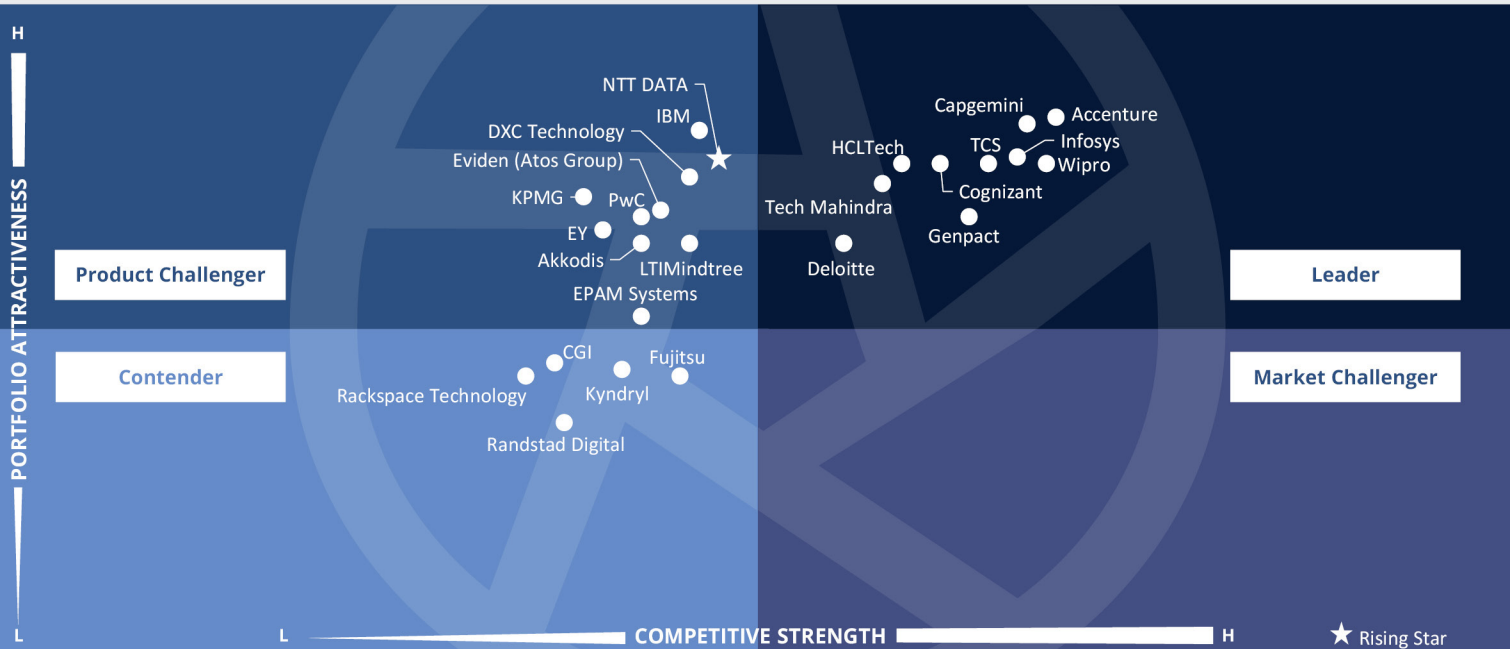 H
NTT DATA
IBM
DXC Technology
Eviden (Atos Group)
KPMG
PwC
EY
Akkodis
LTIMindtree
EPAM Systems
Capgemini
Accenture
HCLTech
TCS
Infosys
Wipro
Cognizant
Tech Mahindra
Genpact
Deloitte
Product Challenger
Leader
PORTFOLIO ATTRACTIVENESS
Contender
Market Challenger
CGI
Fujitsu
Rackspace Technology
Kyndryl
Randstad Digital
L
L
COMPETITIVE STRENGTH
H
Rising Star